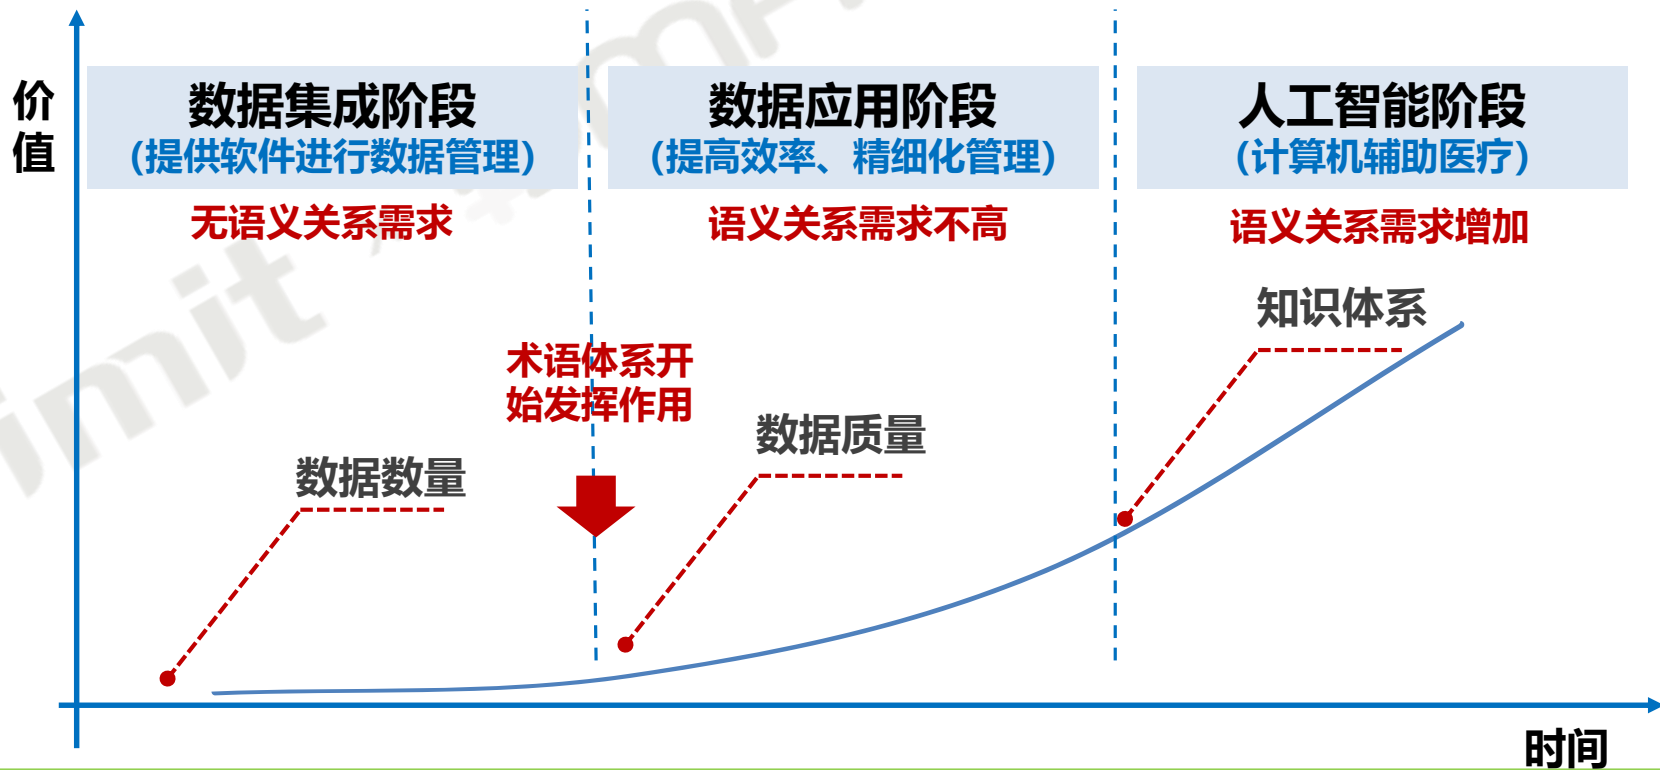 价值
数据集成阶段
(提供软件进行数据管理)
无语义关系需求
数据应用阶段
(提高效率、精细化管理)
语义关系需求不高
人工智能阶段
(计算机辅助医疗)
语义关系需求增加
知识体系
术语体系开
始发挥作用
数据质量
数据数量
时间
imit